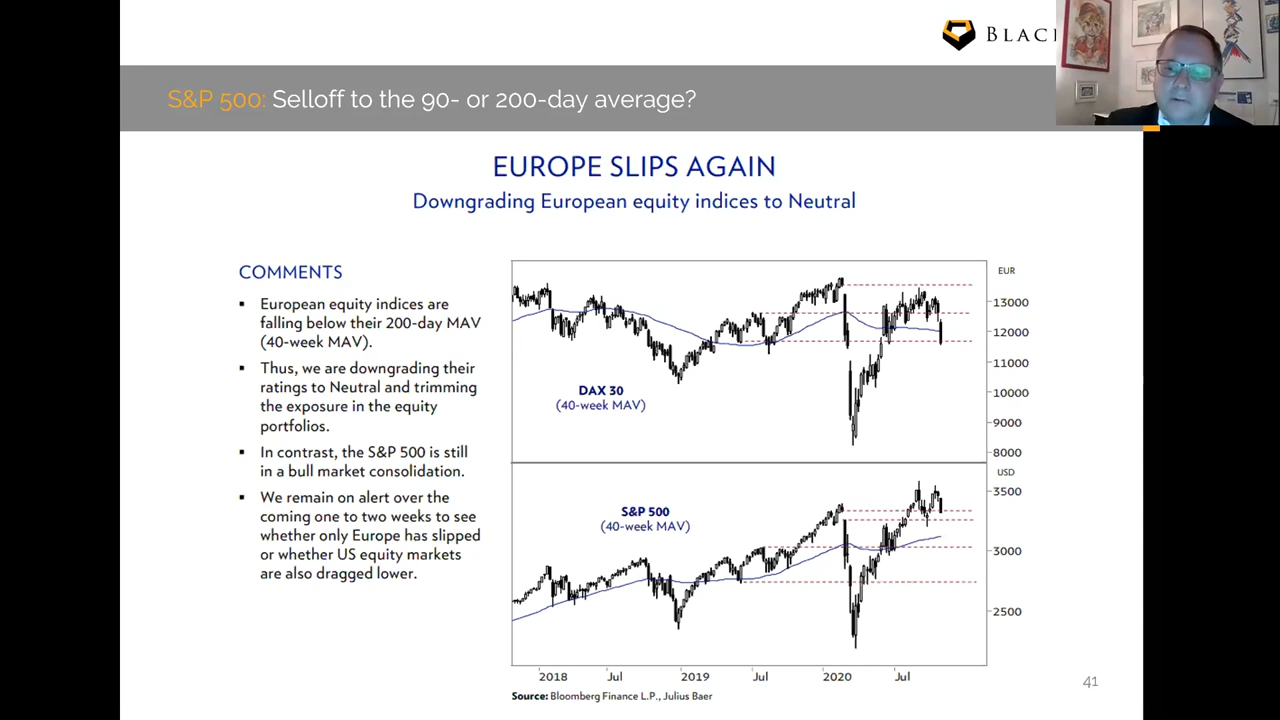 BLACK
S&P 500: Selloff to the 90- or 200-day average?
EUROPE SLIPS AGAIN
Downgrading European equity indices to Neutral
COMMENTS
▪ European equity indices are
falling below their 200-day MAV
(40-week MAV).
▪ Thus, we are downgrading their
ratings to Neutral and trimming
the exposure in the equity
portfolios.
▪ In contrast, the S&P 500 is still
in a bull market consolidation.
▪ We remain on alert over the
coming one to two weeks to see
whether only Europe has slipped
or whether US equity markets
are also dragged lower.
EUR
13000
12000
11000
10000
9000
8000
DAX 30
(40-week MAV)
USD
3500
3000
2500
S&P 500
(40-week MAV)
2018 Jul 2019 Jul 2020 Jul
Source: Bloomberg Finance L.P., Julius Baer
41